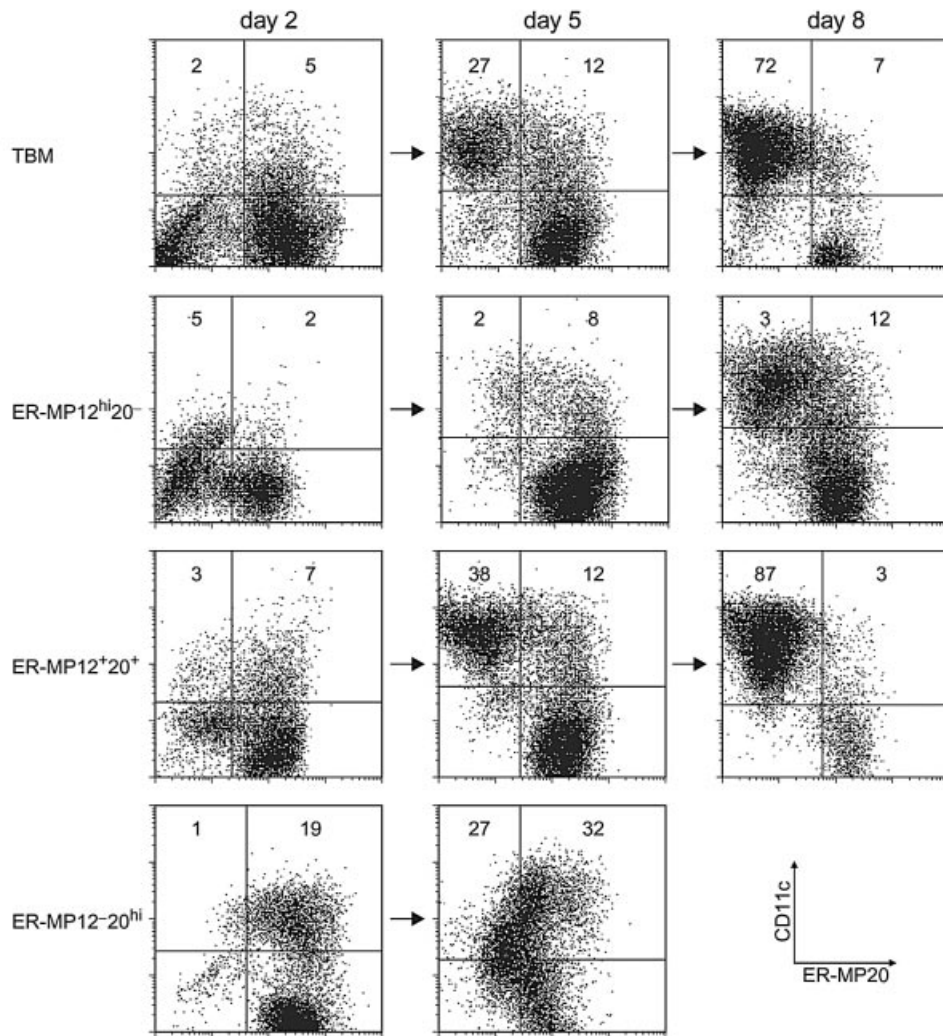 day 2 day 5 day 8
2 5 27 12 72 7
TBM
5 2 2 8 3 12
ER-MP12hi20–
3 7 38 12 87 3
ER-MP12+20+
1 19 27 32
ER-MP12–20hi
CD11c
ER-MP20